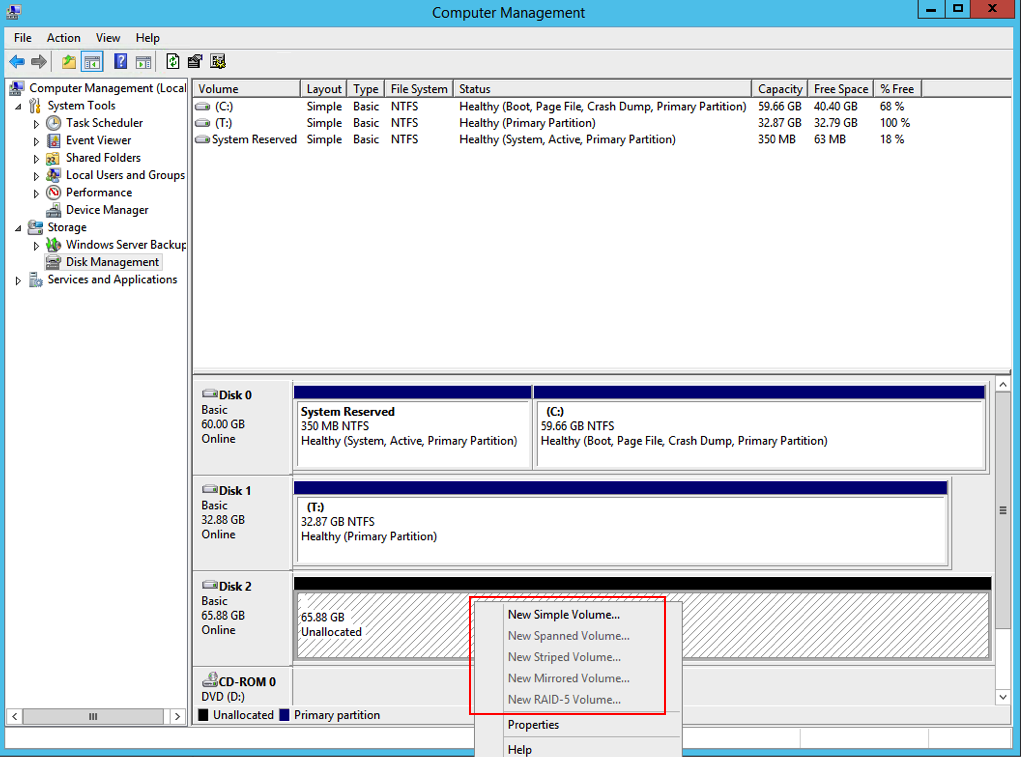 Computer Management
File Action View Help
Computer Management (Local
System Tools
Task Scheduler
Event Viewer
Shared Folders
Local Users and Groups
Performance
Device Manager
Storage
Windows Server Backup
Disk Management
Services and Applications
Volume Layout Type File System Status Capacity Free Space % Free
(C:) Simple Basic NTFS Healthy (Boot, Page File, Crash Dump, Primary Partition) 59.66 GB 40.40 GB 68 %
(T:) Simple Basic NTFS Healthy (Primary Partition) 32.87 GB 32.79 GB 100 %
System Reserved Simple Basic NTFS Healthy (System, Active, Primary Partition) 350 MB 63 MB 18 %
Disk 0
Basic
60.00 GB
Online
System Reserved
350 MB NTFS
Healthy (System, Active, Primary Partition)
(C:)
59.66 GB NTFS
Healthy (Boot, Page File, Crash Dump, Primary Partition)
Disk 1
Basic
32.88 GB
Online
(T:)
32.87 GB NTFS
Healthy (Primary Partition)
Disk 2
Basic
65.88 GB
Online
65.88 GB
Unallocated
New Simple Volume...
New Spanned Volume...
New Striped Volume...
New Mirrored Volume...
New RAID-5 Volume...
Properties
Help
CD-ROM 0
DVD (D:)
Unallocated Primary partition